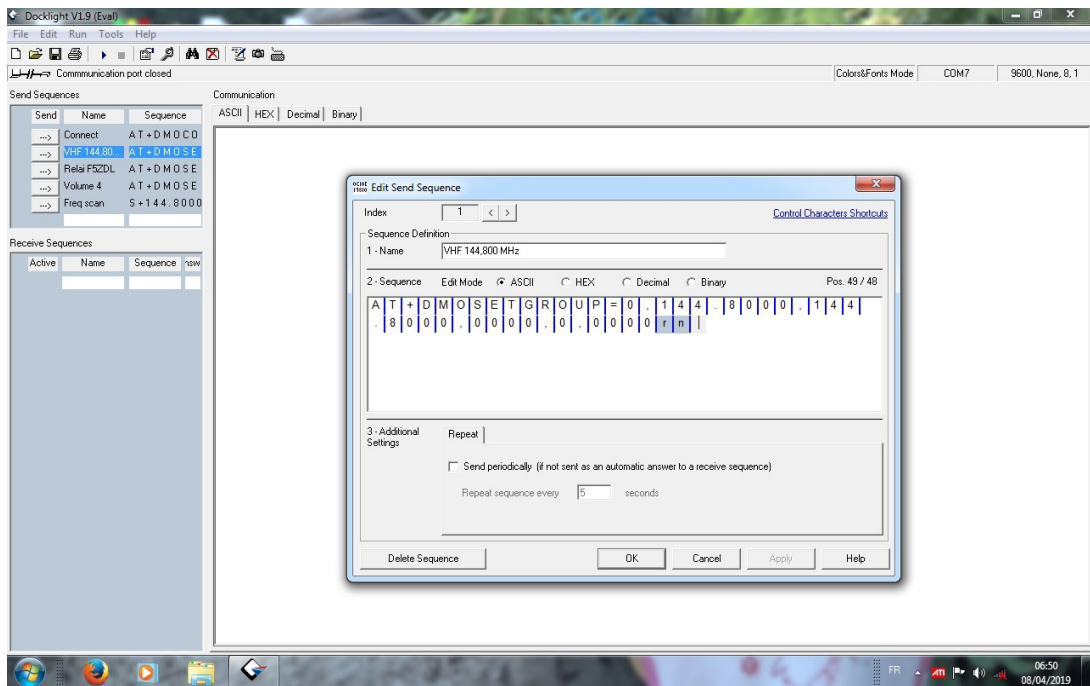 Docklight V1.9 (Eval)
File Edit Run Tools Help
Commmunication port closed
Colors&Fonts Mode COM7 9600, None, 8, 1
Send Sequences
Send Name Sequence
---> Connect AT+DMOCO
---> VHF 144,80... AT+DMOSE
---> Relai F5ZDL AT+DMOSE
---> Volume 4 AT+DMOSE
---> Freq scan S+144.8000
Receive Sequences
Active Name Sequence nsw
Communication
ASCII HEX Decimal Binary
Edit Send Sequence
Index 1 < > Control Characters Shortcuts
Sequence Definition
1 - Name VHF 144,800 MHz
2 - Sequence Edit Mode ASCII HEX Decimal Binary Pos. 49 / 48
AT+DMOSETGROUP=0,144.8000,144
.8000,0000,0,0000rn
3 - Additional Settings
Repeat
Send periodically (if not sent as an automatic answer to a receive sequence)
Repeat sequence every 5 seconds
Delete Sequence OK Cancel Apply Help
FR ATI 06:50
08/04/2019